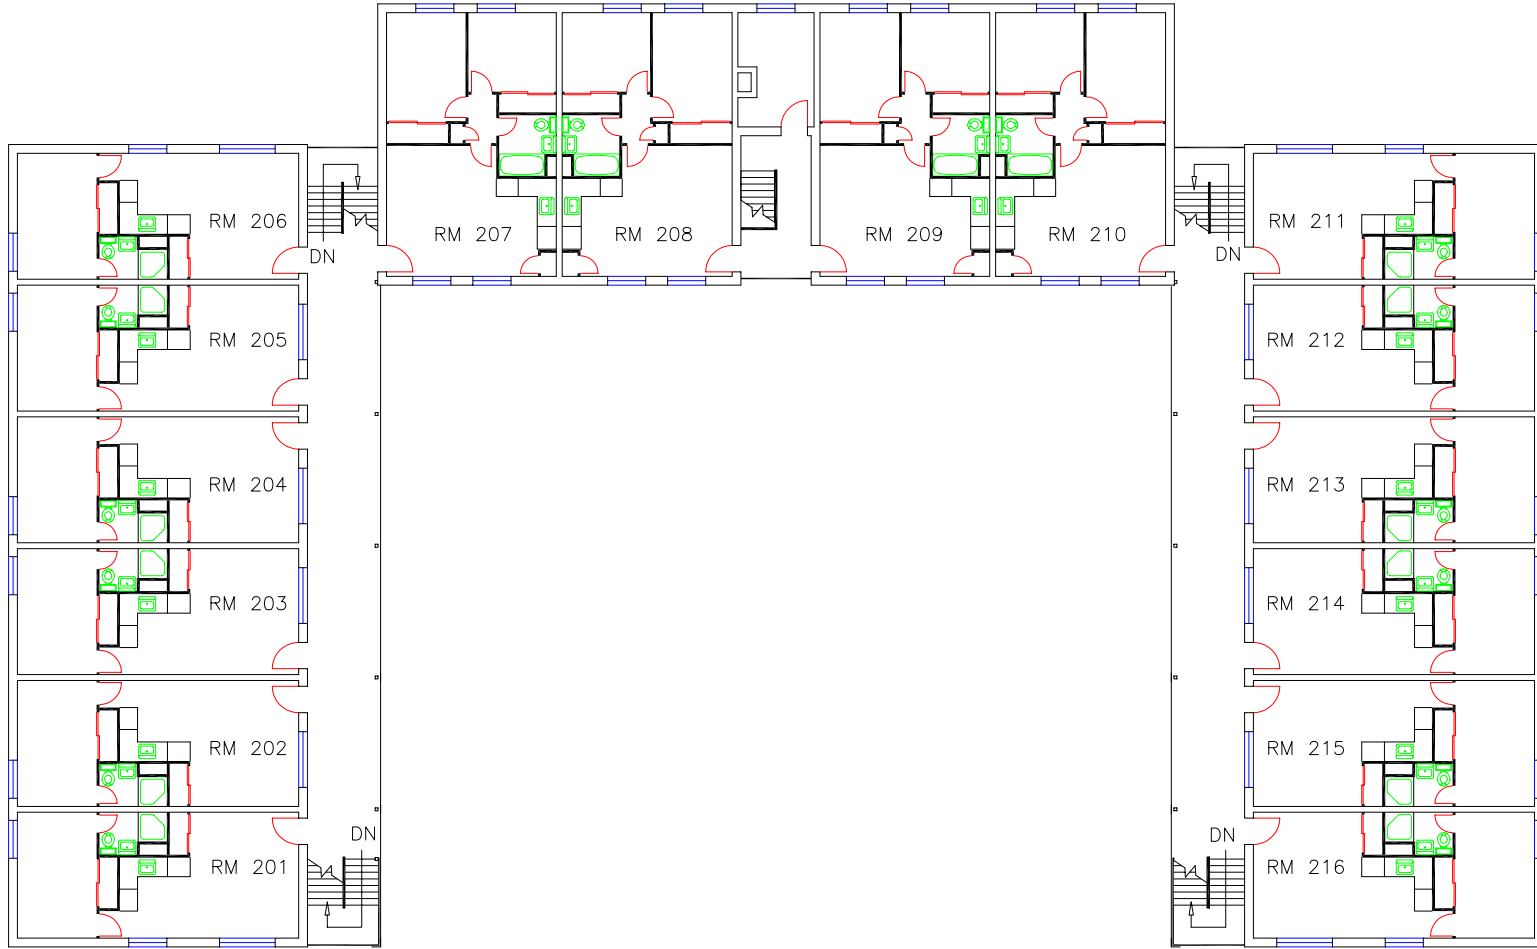 RM 206
RM 207
RM 208
RM 209
RM 210
RM 211
DN
DN
RM 205
RM 212
RM 204
RM 213
RM 203
RM 214
RM 202
RM 215
DN
DN
RM 201
RM 216